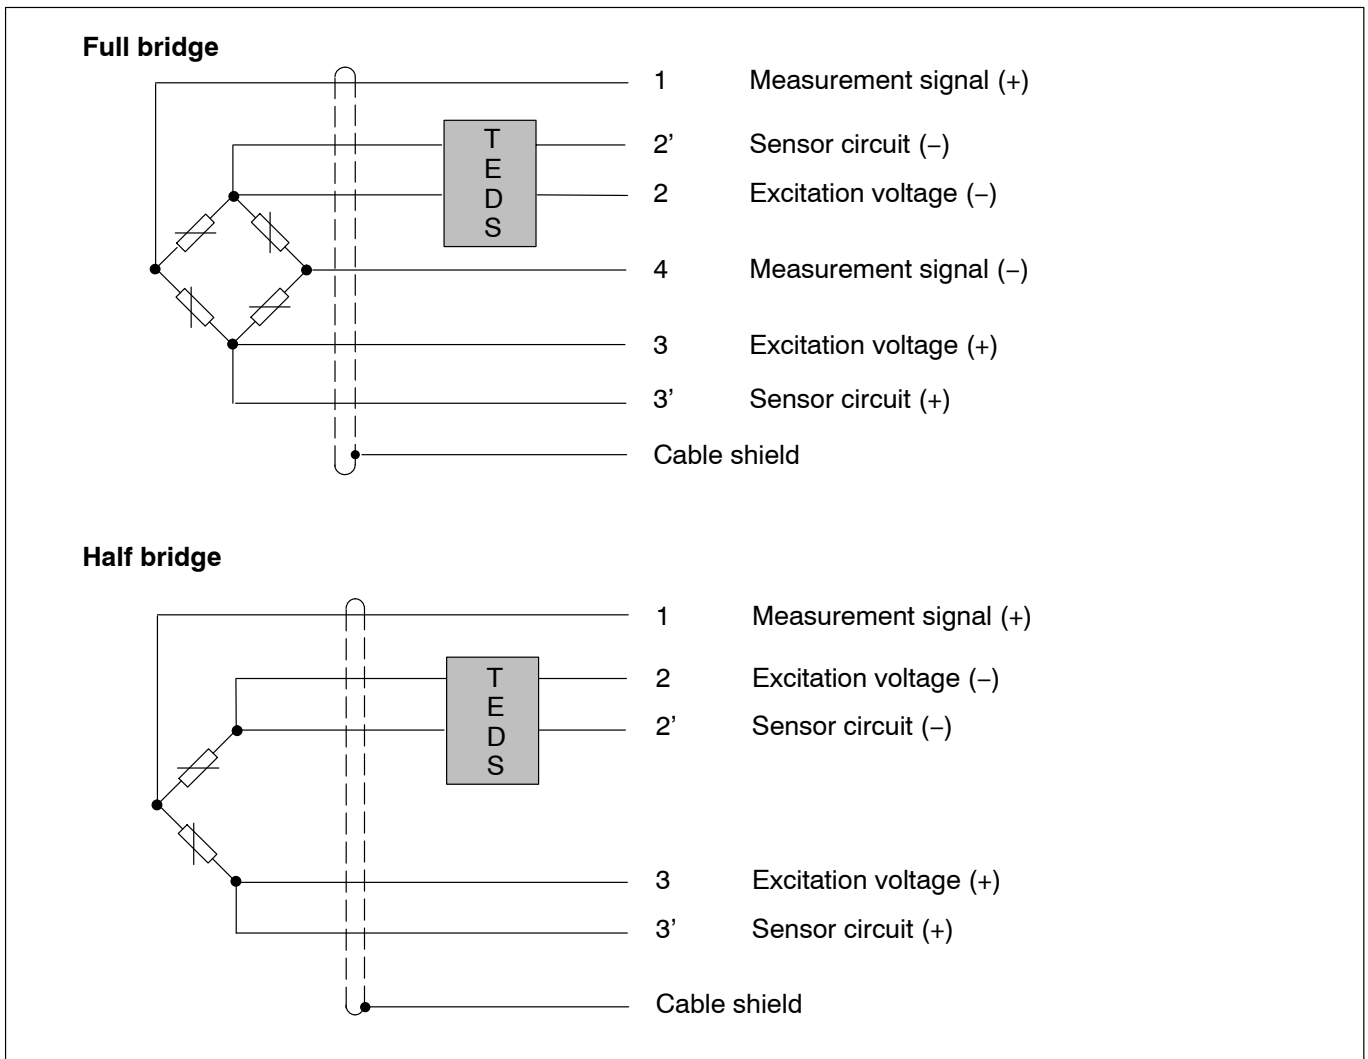 Full bridge
1 Measurement signal (+)
2’ Sensor circuit (−)
2 Excitation voltage (−)
T
E
D
S
4 Measurement signal (−)
3 Excitation voltage (+)
3’ Sensor circuit (+)
Cable shield
Half bridge
1 Measurement signal (+)
2 Excitation voltage (−)
2’ Sensor circuit (−)
T
E
D
S
3 Excitation voltage (+)
3’ Sensor circuit (+)
Cable shield